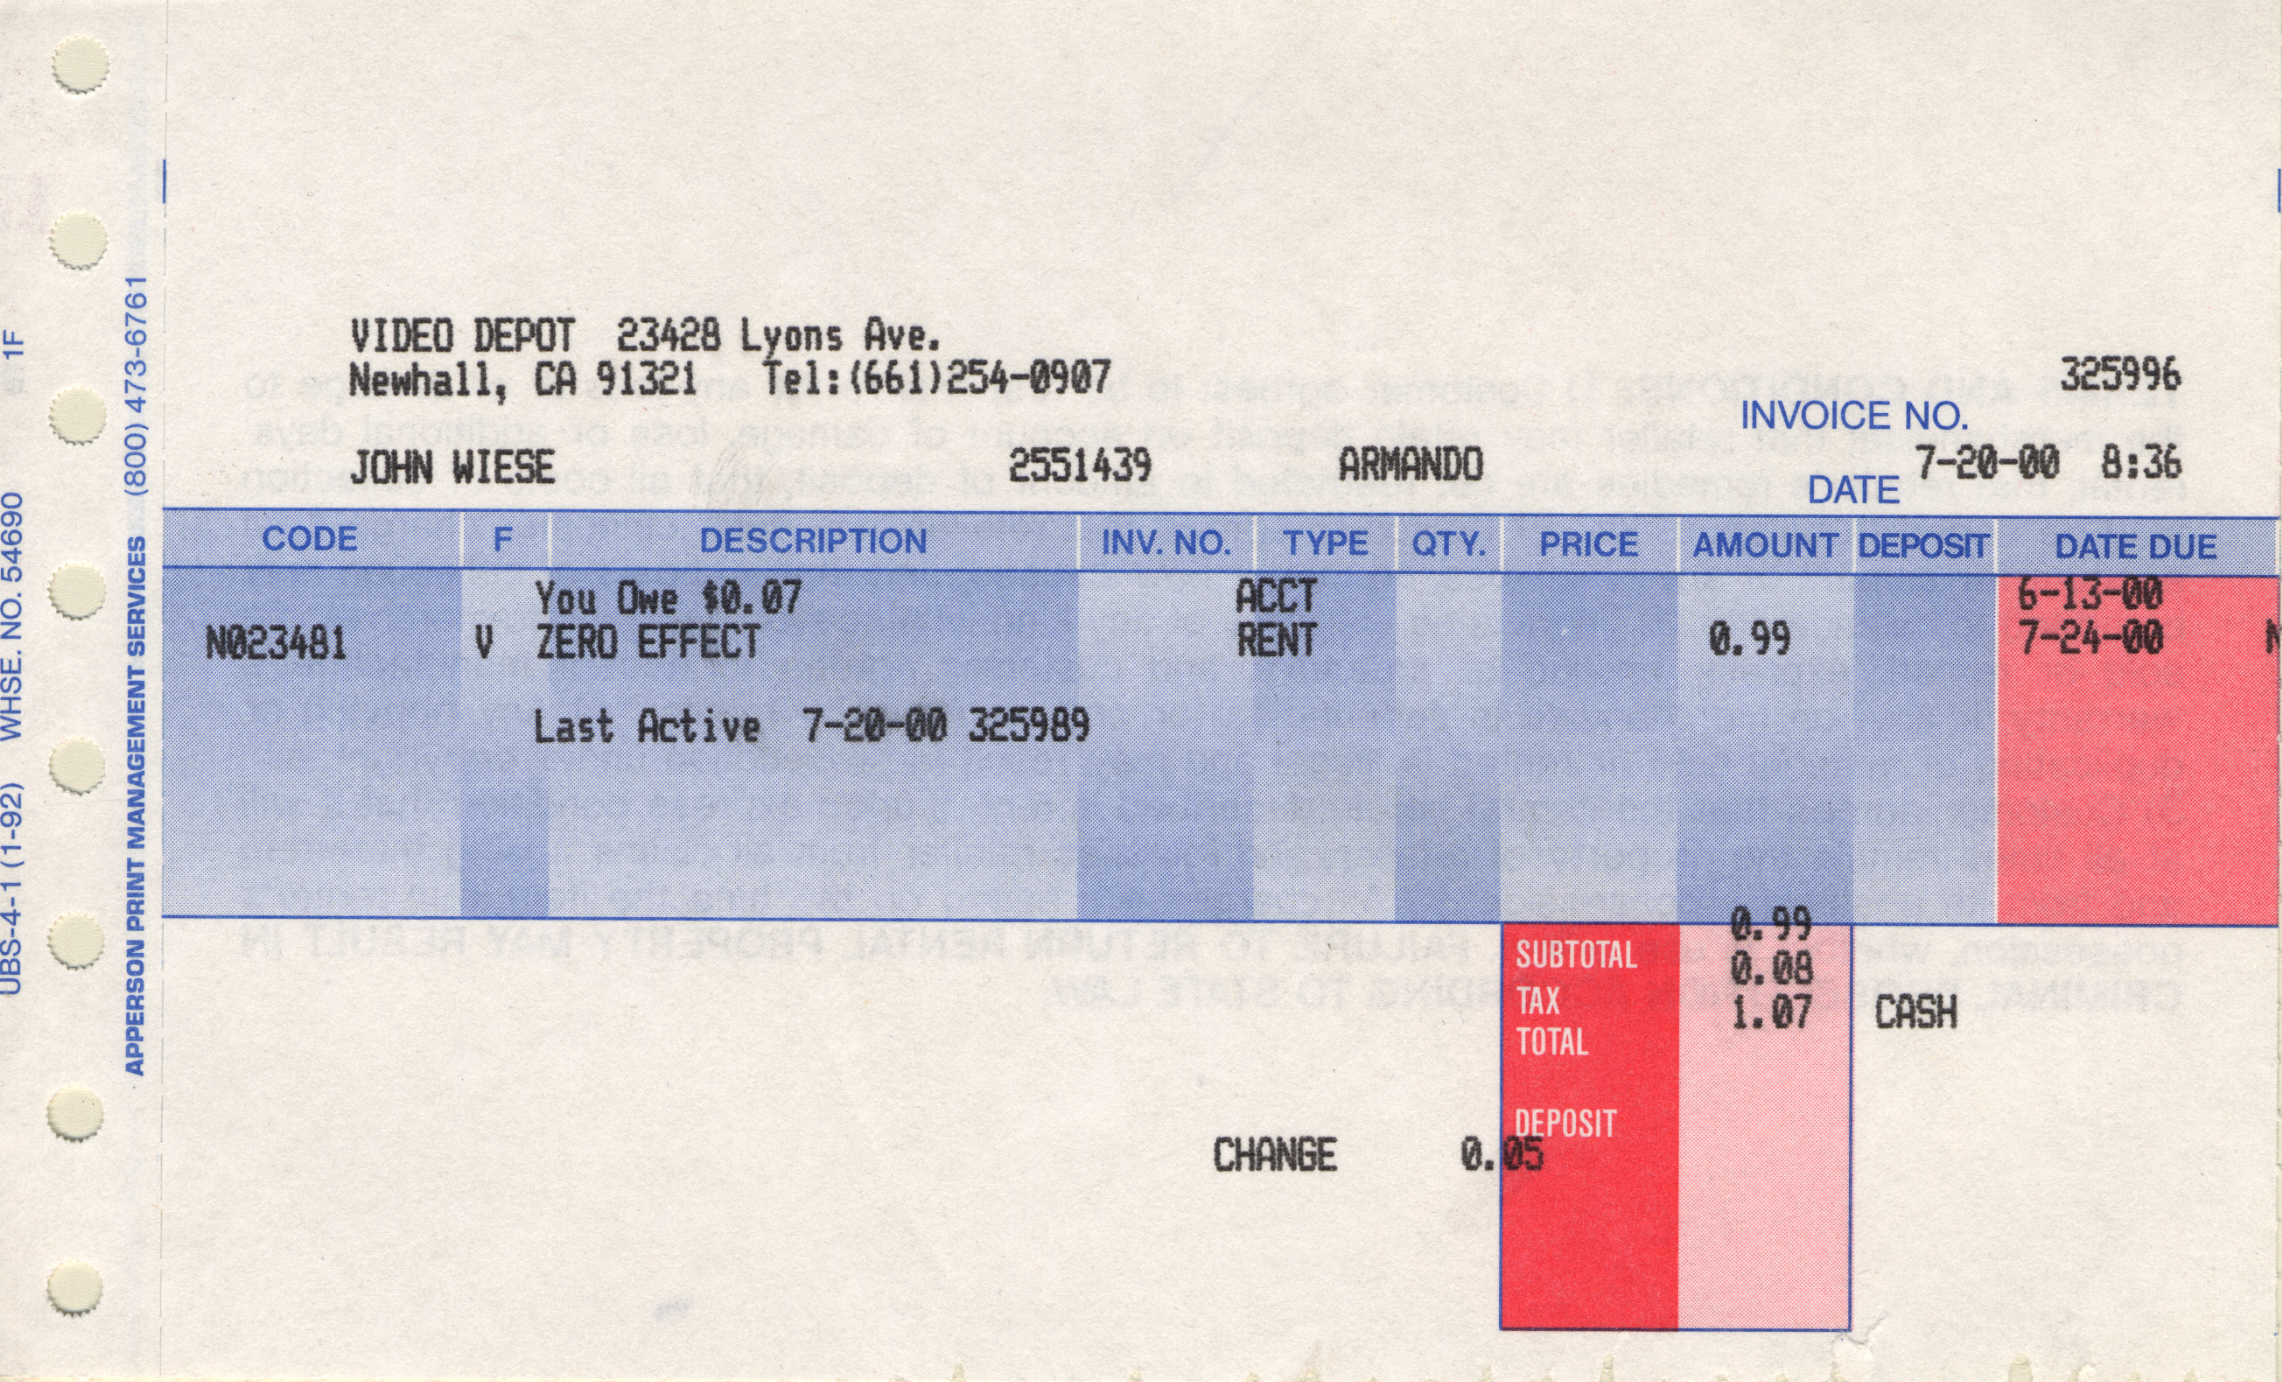 VIDEO DEPOT 23428 Lyons Ave.
Newhall, CA 91321 Tel:(661)254-0907
325996
INVOICE NO.
JOHN WIESE 2551439 ARMANDO 7-20-00 8:36
DATE
CODE F DESCRIPTION INV. NO. TYPE QTY. PRICE AMOUNT DEPOSIT DATE DUE
You Owe $0.07 ACCT 6-13-00
N023481 V ZERO EFFECT RENT 0.99 7-24-00
Last Active 7-20-00 325989
0.99
SUBTOTAL
0.08
TAX
1.07 CASH
TOTAL
DEPOSIT
CHANGE 0.05
UBS-4-1 (1-92) WHSE. NO. 54690 1F
APPERSON PRINT MANAGEMENT SERVICES (800) 473-6761